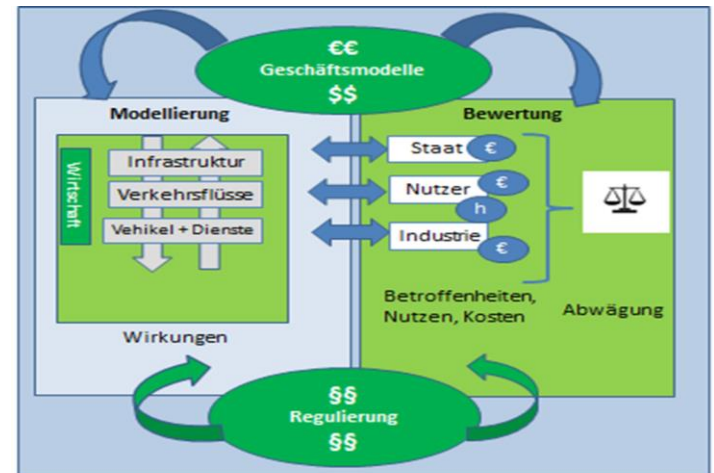 €€
Geschäftsmodelle
$$
Modellierung
Wirtschaft
Infrastruktur
Verkehrsflüsse
Vehikel + Dienste
Wirkungen
Bewertung
Staat €
Nutzer €
h
Industrie
€
Betroffenheiten,
Nutzen, Kosten
Abwägung
§§
Regulierung
§§